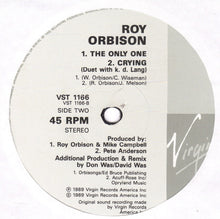 ROY
ORBISON
1. THE ONLY ONE
(W. Orbison/C. Wiseman)
2. CRYING
(Duet with k. d. Lang)
(R. Orbison/J. Melson)
VST 1166
VST 1166-B
SIDE TWO
45 RPM
STEREO
Produced by:
1. Roy Orbison & Mike Campbell
2. Pete Anderson
Additional Production & Remix
by Don Was/David Was
1. Orbisongs/Ed Bruce Publishing
2. Acuff-Rose Inc/
Opryland Music
℗ 1989 Virgin Records America Inc
© 1989 Virgin Records America Inc
Original sound recording made
by Virgin Records America Inc
Virgin